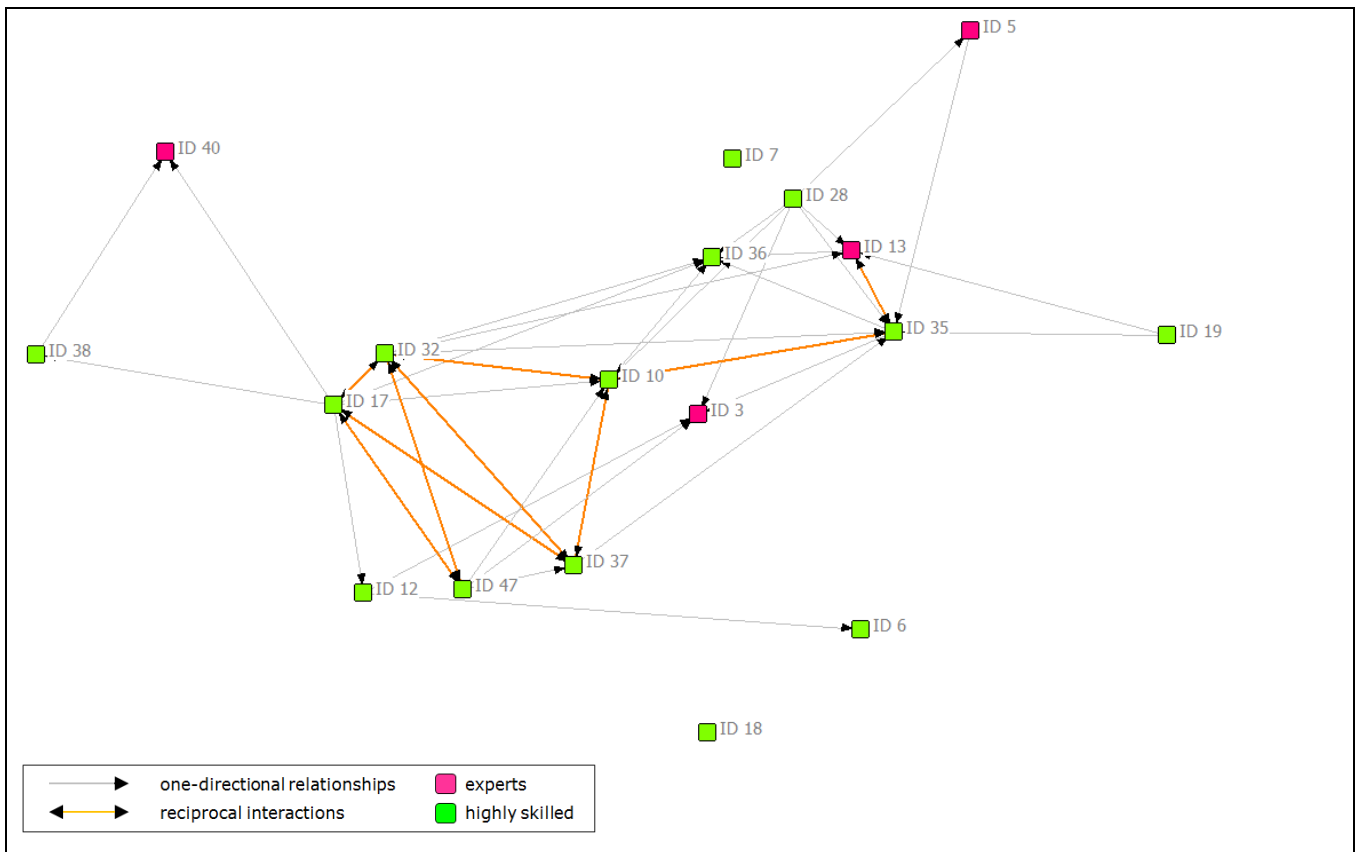 ID 5
ID 40
ID 7
ID 28
ID 13
ID 36
ID 35
ID 19
ID 38
ID 32
ID 10
ID 17
ID 3
ID 37
ID 12
ID 47
ID 6
ID 18
one-directional relationships
experts
reciprocal interactions
highly skilled